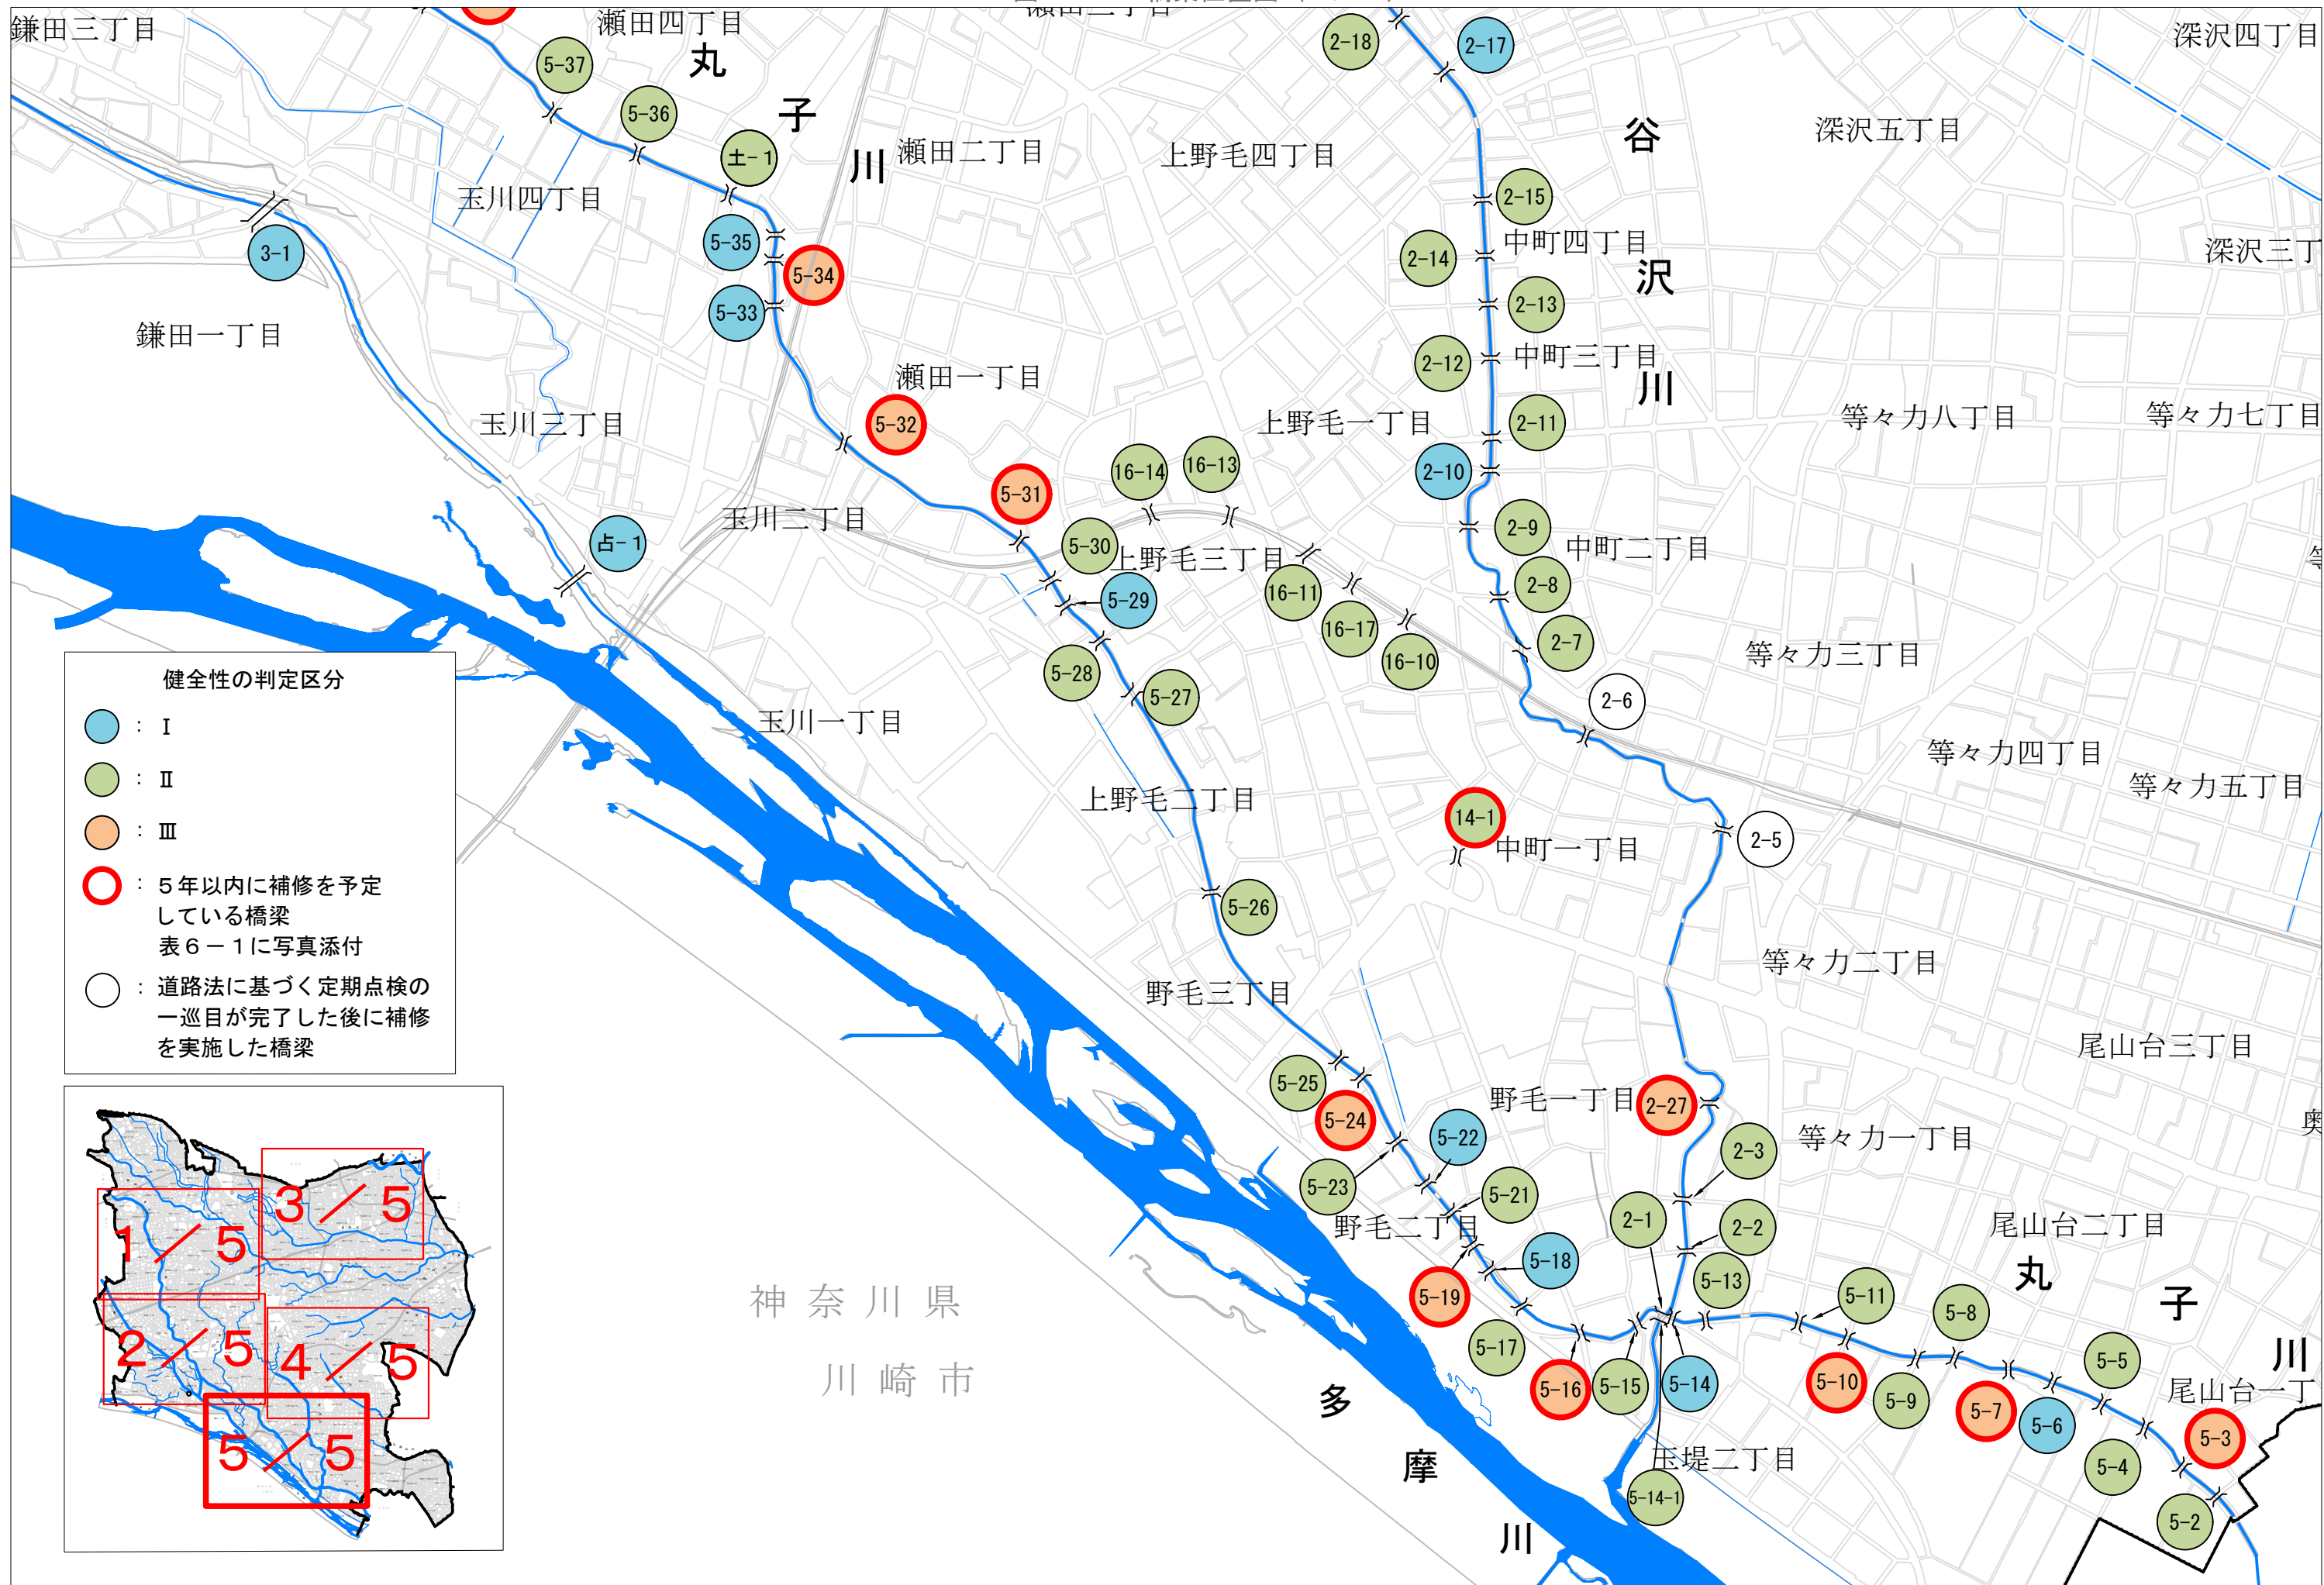 鎌田三丁目
瀬田四丁目
丸
子
川
5-37
5-36
土-1
5-35
5-34
5-33
5-32
5-31
瀬田二丁目
瀬田一丁目
玉川四丁目
3-1
鎌田一丁目
玉川三丁目
占-1
玉川二丁目
玉川一丁目
2-18
2-17
深沢四丁目
深沢五丁目
深沢三丁
上野毛四丁目
谷
沢
川
2-15
中町四丁目
2-14
2-13
2-12
中町三丁目
2-11
2-10
上野毛一丁目
等々力八丁目
等々力七丁目
2-9
中町二丁目
2-8
2-7
2-6
2-5
16-14
16-13
上野毛三丁目
16-11
16-17
16-10
5-30
5-29
5-28
5-27
上野毛二丁目
5-26
等々力三丁目
等々力四丁目
等々力五丁目
14-1
中町一丁目
等々力二丁目
野毛三丁目
尾山台三丁目
5-25
5-24
5-23
5-22
5-21
野毛一丁目
2-27
等々力一丁目
2-3
2-2
2-1
野毛二丁目
5-19
5-18
5-17
5-16
5-15
5-14
5-14-1
5-13
5-11
5-10
5-9
5-8
5-7
5-6
5-5
5-4
5-3
5-2
尾山台二丁目
丸
子
川
尾山台一丁
玉堤二丁目
多
摩
川
神奈川県
川崎市
健全性の判定区分
： Ⅰ
： Ⅱ
： Ⅲ
： ５年以内に補修を予定
している橋梁
表６－１に写真添付
： 道路法に基づく定期点検の
一巡目が完了した後に補修
を実施した橋梁
１／５
２／５
３／５
４／５
５／５